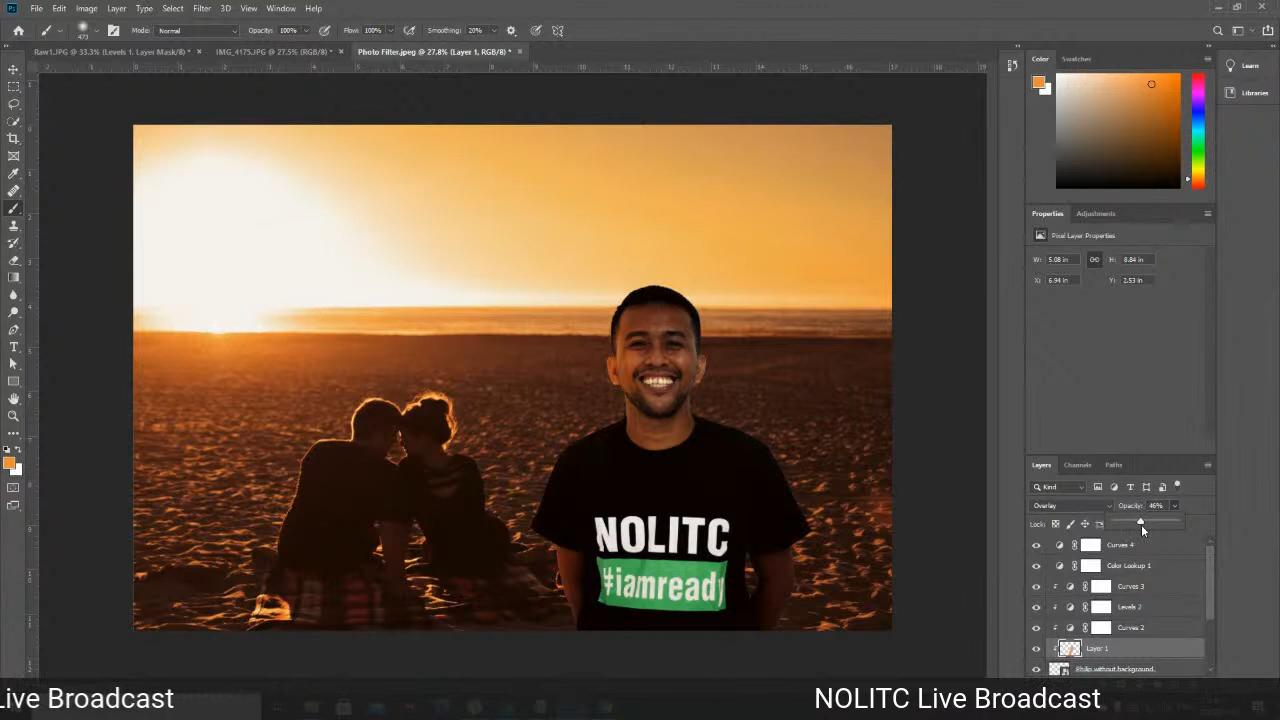 File Edit Image Layer Type Select Filter 3D View Window Help
473 Mode: Normal Opacity: 100% Flow: 100% Smoothing: 20%
Raw1.JPG @ 33.3% (Levels 1, Layer Mask/8) * × IMG_4175.JPG @ 27.5% (RGB/8) * × Photo Filter.jpeg @ 27.8% (Layer 1, RGB/8) * ×
Color Swatches
Learn
Libraries
Properties Adjustments
Pixel Layer Properties
W: 5.08 in H: 8.84 in
X: 6.94 in Y: 2.53 in
NOLITC
#iamready
Layers Channels Paths
Kind
Overlay Opacity: 46%
Lock:
Curves 4
Color Lookup 1
Curves 3
Levels 2
Curves 2
Layer 1
Philip without background
Live Broadcast NOLITC Live Broadcast